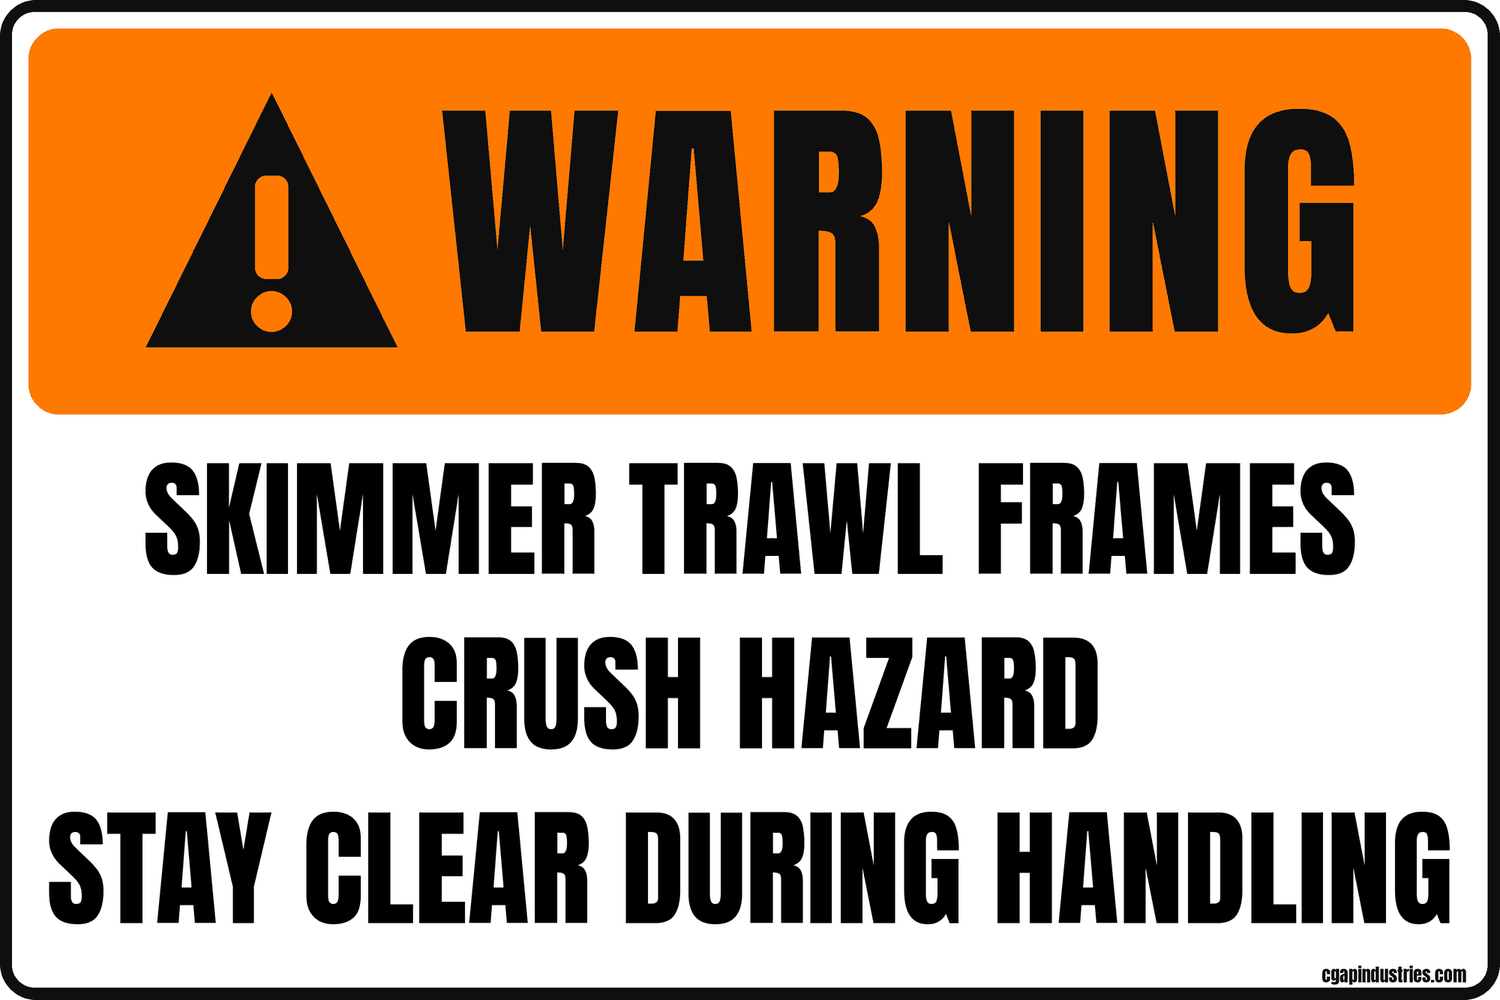 WARNING
SKIMMER TRAWL FRAMES
CRUSH HAZARD
STAY CLEAR DURING HANDLING
cgapindustries.com